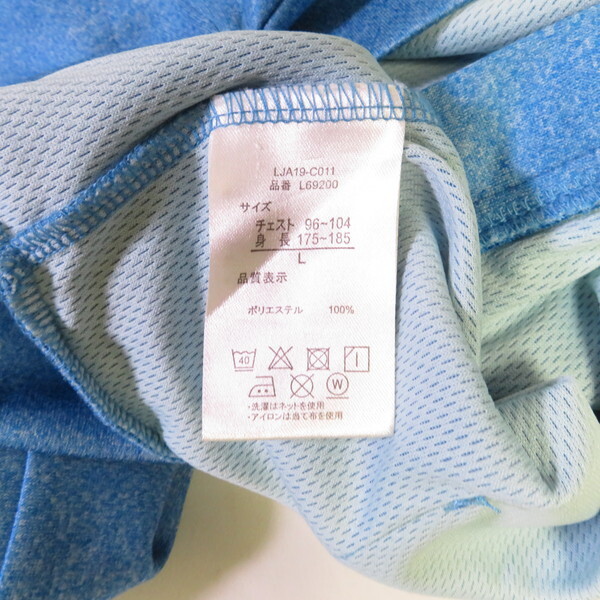 LJA19-C011
品番 L69200
サイズ
チェスト 96~104
身 長 175~185
L
品質表示
ポリエステル 100%
40
W
・洗濯はネットを使用
・アイロンは当て布を使用